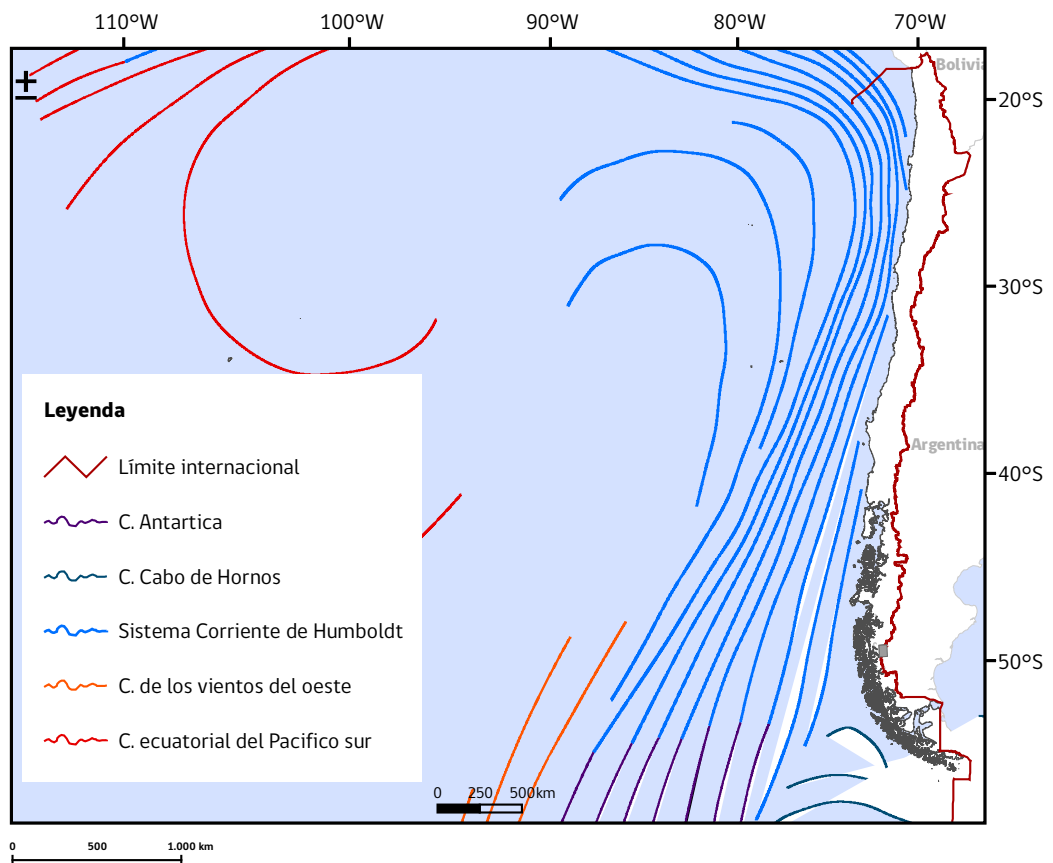 110°W 100°W 90°W 80°W 70°W
Bolivia
20°S
30°S
Leyenda
Argentina
Límite internacional
40°S
C. Antartica
C. Cabo de Hornos
Sistema Corriente de Humboldt
50°S
C. de los vientos del oeste
C. ecuatorial del Pacifico sur
0 250 500km
0 500 1.000 km